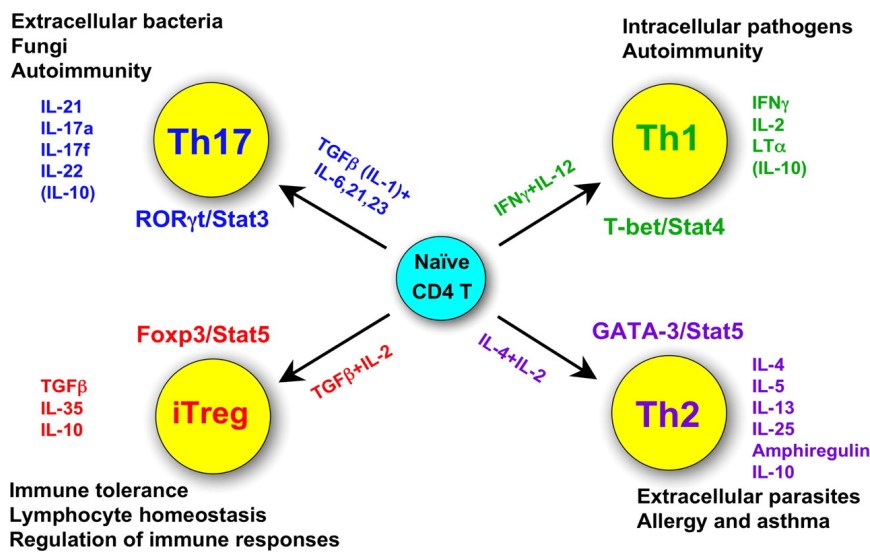 Extracellular bacteria
Fungi
Autoimmunity
IL-21
IL-17a
IL-17f
IL-22
(IL-10)
Th17
RORγt/Stat3
TGFβ (IL-1)+
IL-6,21,23
Intracellular pathogens
Autoimmunity
Th1
IFNγ
IL-2
LTα
(IL-10)
T-bet/Stat4
IFNγ+IL-12
Naïve
CD4 T
Foxp3/Stat5
TGFβ
IL-35
IL-10
iTreg
TGFβ+IL-2
Immune tolerance
Lymphocyte homeostasis
Regulation of immune responses
GATA-3/Stat5
IL-4+IL-2
Th2
IL-4
IL-5
IL-13
IL-25
Amphiregulin
IL-10
Extracellular parasites
Allergy and asthma